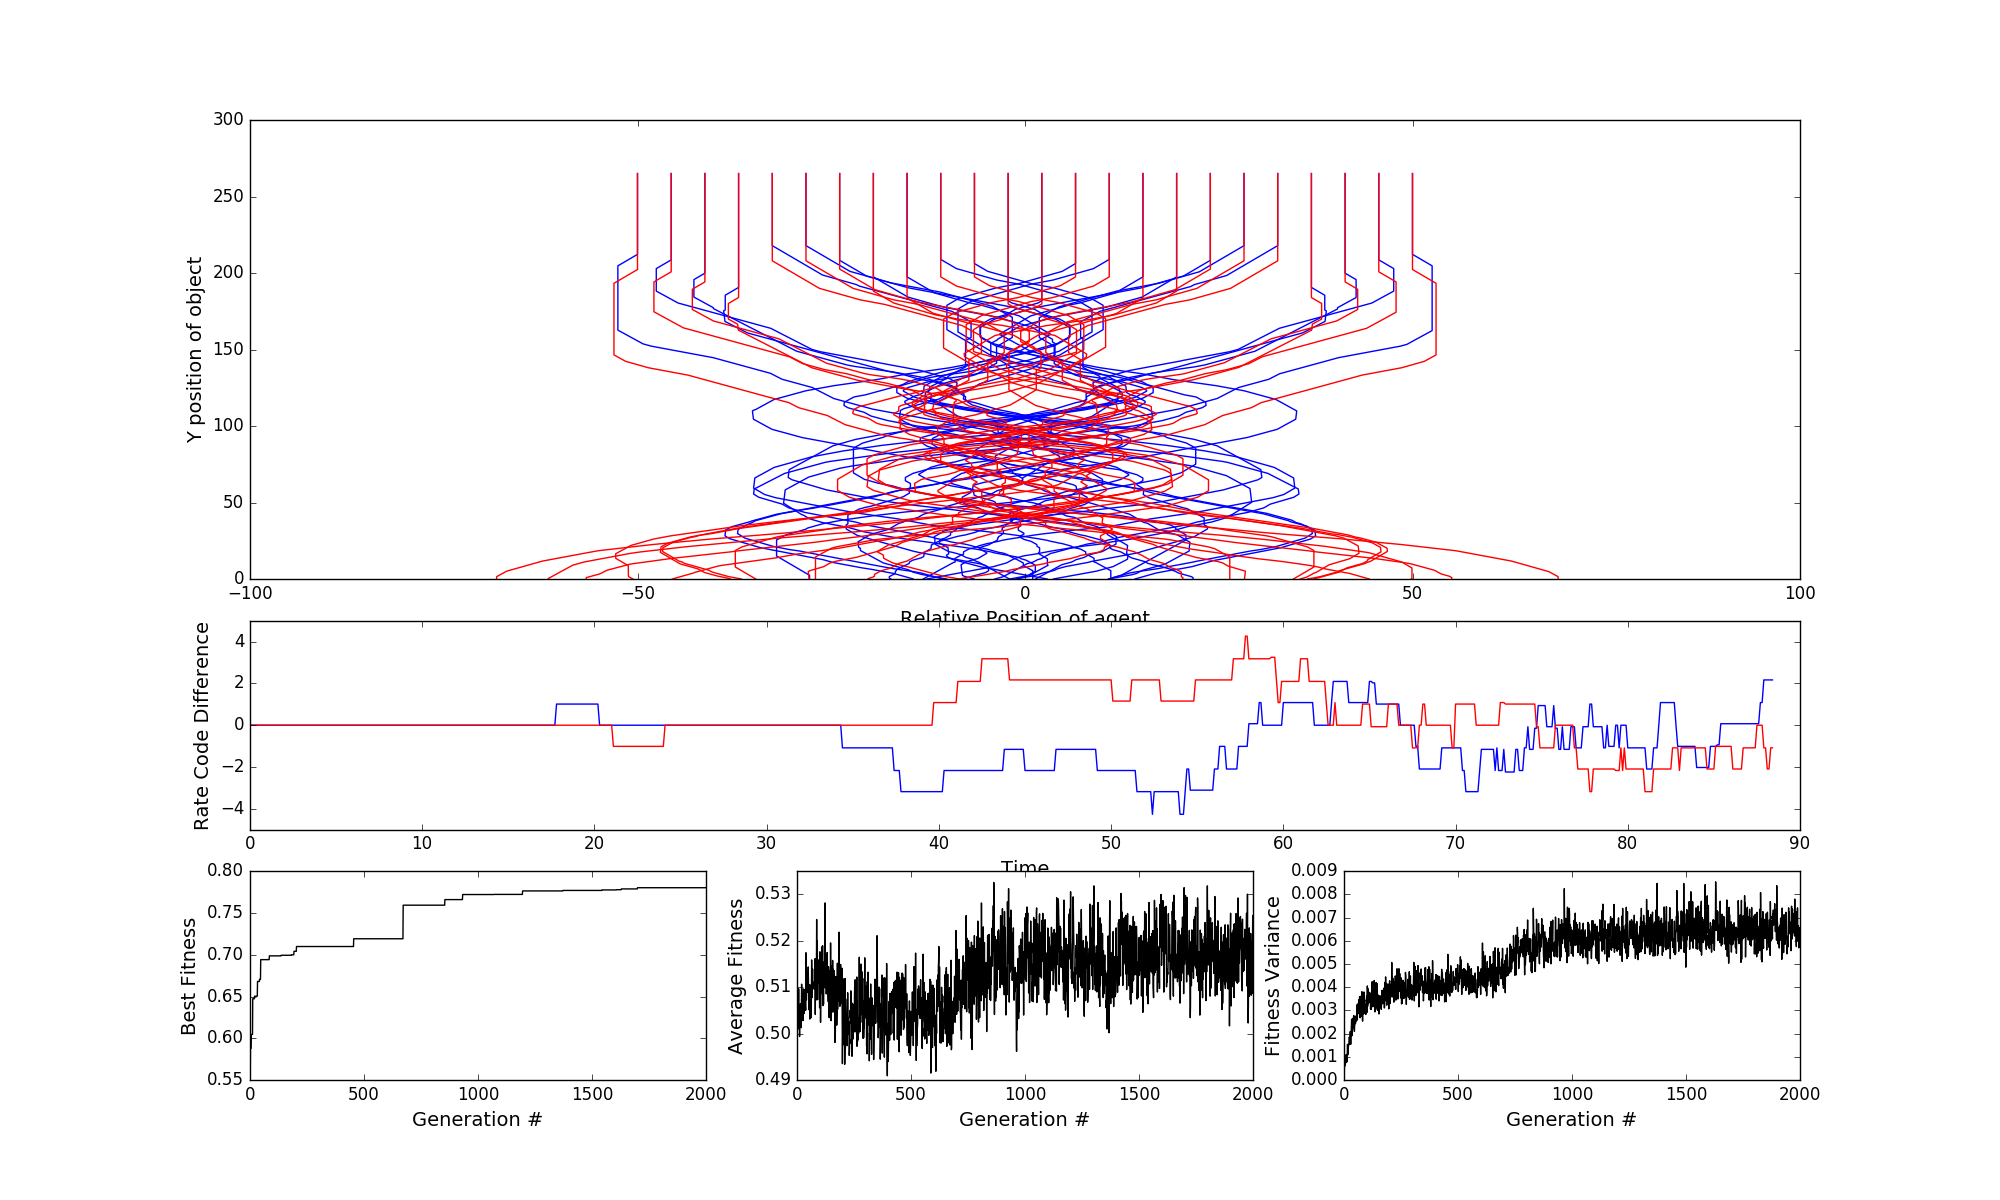 300
250
200
150
100
50
0
Y position of object
−100 −50 0 50 100
Relative Position of agent
4
2
0
−2
−4
Rate Code Difference
0 10 20 30 40 50 60 70 80 90
Time
0.80
0.75
0.70
0.65
0.60
0.55
Best Fitness
0 500 1000 1500 2000
Generation #
0.53
0.52
0.51
0.50
0.49
Average Fitness
0 500 1000 1500 2000
Generation #
0.009
0.008
0.007
0.006
0.005
0.004
0.003
0.002
0.001
0.000
Fitness Variance
0 500 1000 1500 2000
Generation #